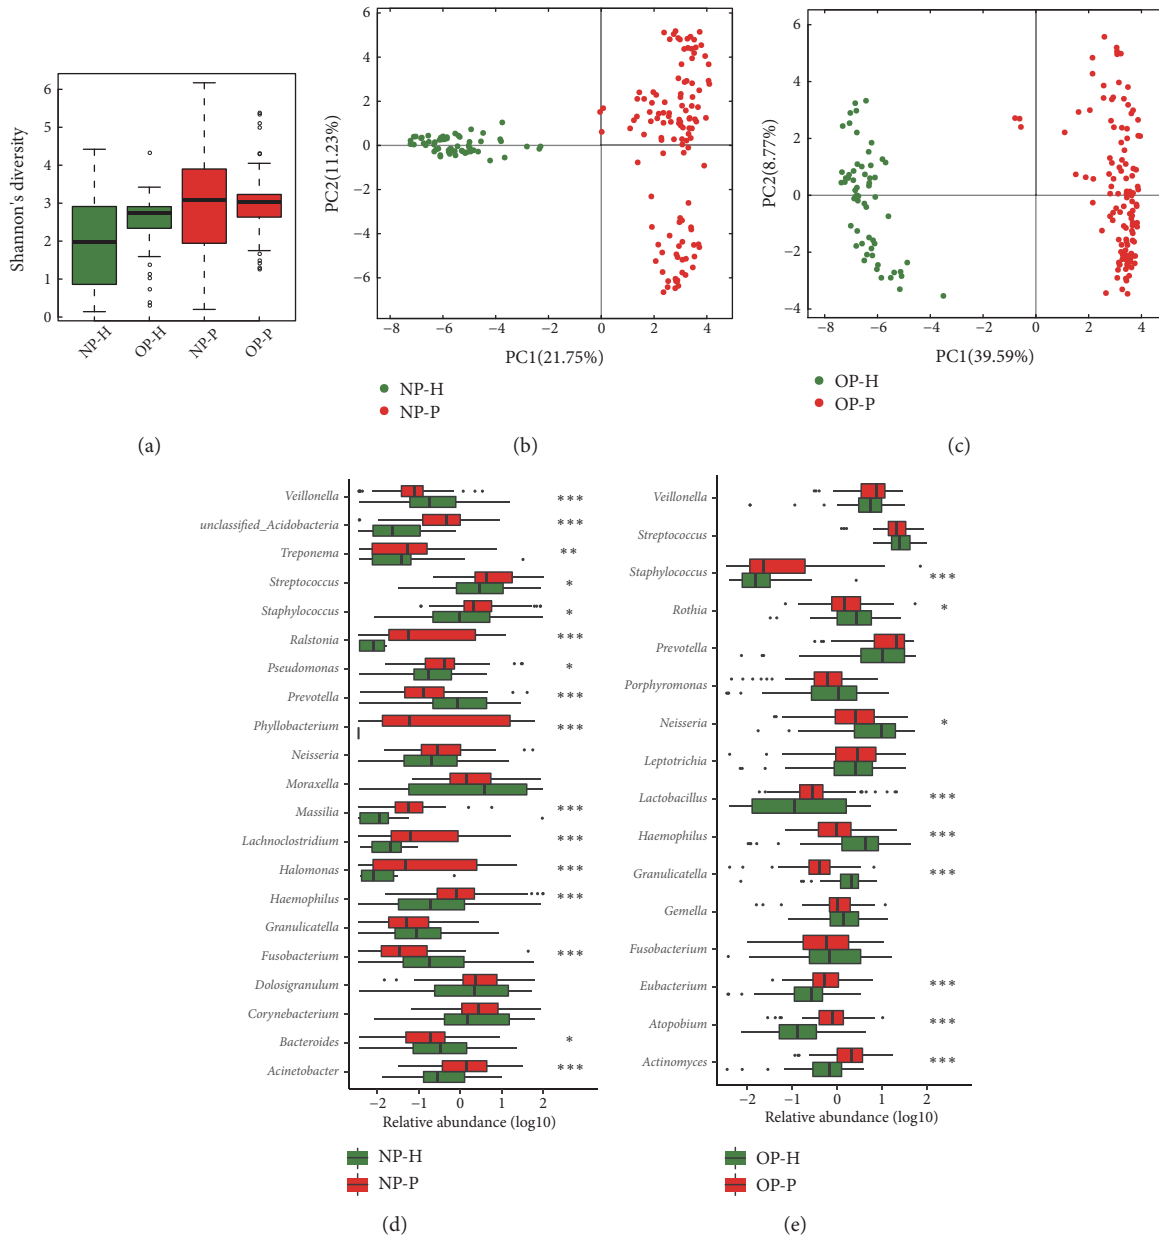 Shannon's diversity
6
5
4
3
2
1
0
NP-H
OP-H
NP-P
OP-P
(a)
PC2(11.23%)
6
4
2
0
−2
−4
−6
−8
−6
−4
−2
0
2
4
PC1(21.75%)
NP-H
NP-P
(b)
PC2(8.77%)
6
4
2
0
−2
−4
−8
−6
−4
−2
0
2
4
PC1(39.59%)
OP-H
OP-P
(c)
Veillonella ***
unclassified_Acidobacteria ***
Treponema **
Streptococcus *
Staphylococcus *
Ralstonia ***
Pseudomonas *
Prevotella ***
Phyllobacterium ***
Neisseria
Moraxella
Massilia ***
Lachnoclostridium ***
Halomonas ***
Haemophilus ***
Granulicatella
Fusobacterium ***
Dolosigranulum
Corynebacterium
Bacteroides *
Acinetobacter ***
−2 −1 0 1 2
Relative abundance (log10)
NP-H
NP-P
(d)
Veillonella
Streptococcus
Staphylococcus ***
Rothia *
Prevotella
Porphyromonas
Neisseria *
Leptotrichia
Lactobacillus ***
Haemophilus ***
Granulicatella ***
Gemella
Fusobacterium
Eubacterium ***
Atopobium ***
Actinomyces ***
−2 −1 0 1 2
Relative abundance (log10)
OP-H
OP-P
(e)